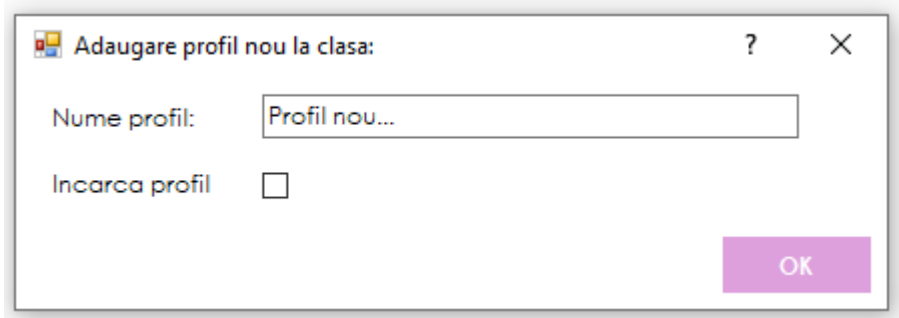 Adaugare profil nou la clasa: ?
Nume profil: Profil nou...
Incarca profil
OK